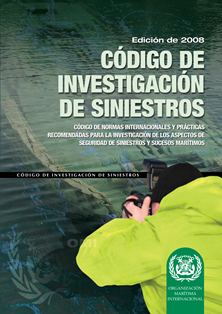 Edición de 2008
CÓDIGO DE
INVESTIGACIÓN
DE SINIESTROS
CÓDIGO DE NORMAS INTERNACIONALES Y PRÁCTICAS
RECOMENDADAS PARA LA INVESTIGACIÓN DE LOS ASPECTOS DE
SEGURIDAD DE SINIESTROS Y SUCESOS MARÍTIMOS
CÓDIGO DE INVESTIGACIÓN DE SINIESTROS
OMI
ORGANIZACIÓN
MARÍTIMA
INTERNACIONAL